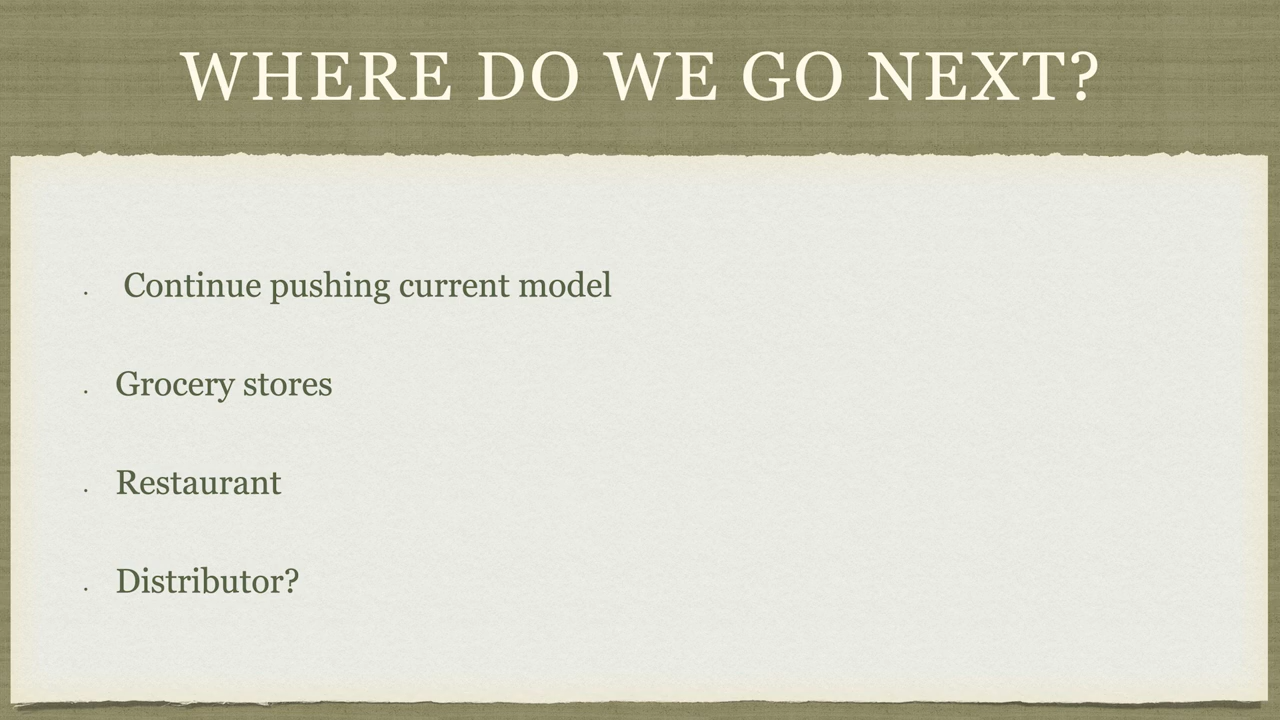 WHERE DO WE GO NEXT?
. Continue pushing current model
. Grocery stores
. Restaurant
. Distributor?